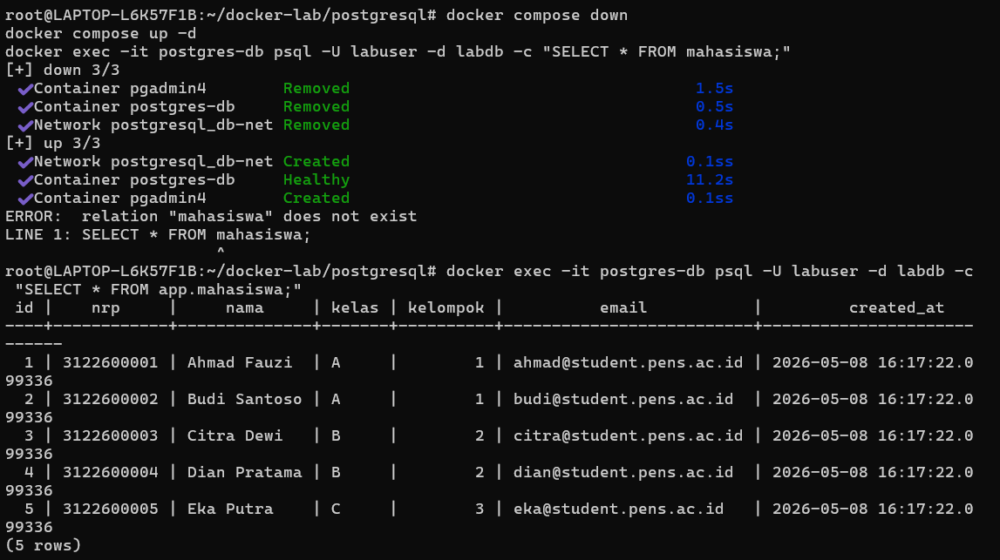 root@LAPTOP-L6K57F1B:~/docker-lab/postgresql# docker compose down
docker compose up -d
docker exec -it postgres-db psql -U labuser -d labdb -c "SELECT * FROM mahasiswa;"
[+] down 3/3
✔Container pgadmin4        Removed        1.5s
✔Container postgres-db     Removed        0.5s
✔Network postgresql_db-net Removed        0.4s
[+] up 3/3
✔Network postgresql_db-net Created        0.1ss
✔Container postgres-db     Healthy        11.2s
✔Container pgadmin4        Created        0.1ss
ERROR:  relation "mahasiswa" does not exist
LINE 1: SELECT * FROM mahasiswa;
                      ^
root@LAPTOP-L6K57F1B:~/docker-lab/postgresql# docker exec -it postgres-db psql -U labuser -d labdb -c
 "SELECT * FROM app.mahasiswa;"
 id |    nrp     |     nama     | kelas | kelompok |           email           |         created_at
----+------------+--------------+-------+----------+---------------------------+----------------------
------
  1 | 3122600001 | Ahmad Fauzi  | A     |        1 | ahmad@student.pens.ac.id | 2026-05-08 16:17:22.0
99336
  2 | 3122600002 | Budi Santoso | A     |        1 | budi@student.pens.ac.id  | 2026-05-08 16:17:22.0
99336
  3 | 3122600003 | Citra Dewi   | B     |        2 | citra@student.pens.ac.id | 2026-05-08 16:17:22.0
99336
  4 | 3122600004 | Dian Pratama | B     |        2 | dian@student.pens.ac.id  | 2026-05-08 16:17:22.0
99336
  5 | 3122600005 | Eka Putra    | C     |        3 | eka@student.pens.ac.id   | 2026-05-08 16:17:22.0
99336
(5 rows)